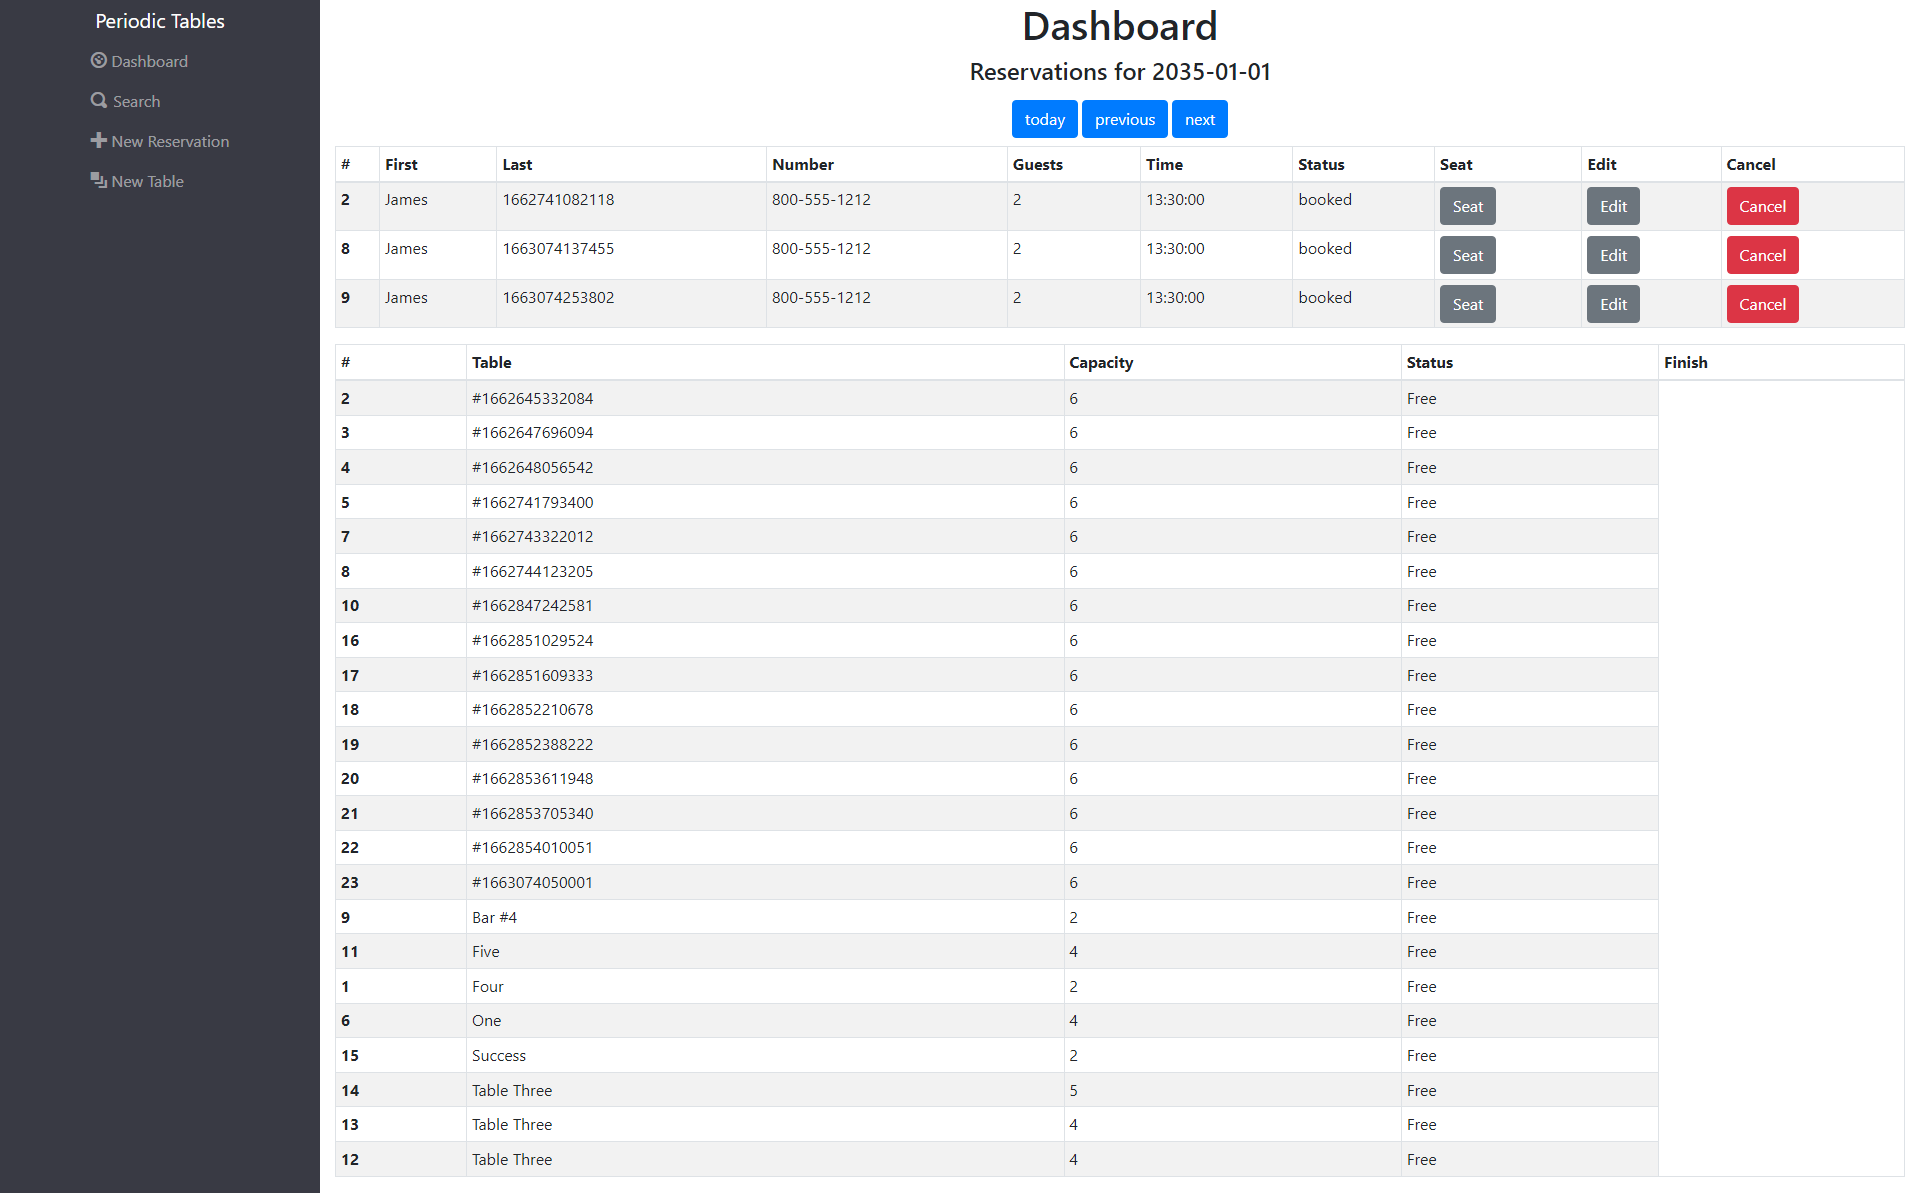 Periodic Tables
Dashboard
Search
New Reservation
New Table
Dashboard
Reservations for 2035-01-01
today previous next
# First Last Number Guests Time Status Seat Edit Cancel
2 James 1662741082118 800-555-1212 2 13:30:00 booked Seat Edit Cancel
8 James 1663074137455 800-555-1212 2 13:30:00 booked Seat Edit Cancel
9 James 1663074253802 800-555-1212 2 13:30:00 booked Seat Edit Cancel
# Table Capacity Status Finish
2 #1662645332084 6 Free
3 #1662647696094 6 Free
4 #1662648056542 6 Free
5 #1662741793400 6 Free
7 #1662743322012 6 Free
8 #1662744123205 6 Free
10 #1662847242581 6 Free
16 #1662851029524 6 Free
17 #1662851609333 6 Free
18 #1662852210678 6 Free
19 #1662852388222 6 Free
20 #1662853611948 6 Free
21 #1662853705340 6 Free
22 #1662854010051 6 Free
23 #1663074050001 6 Free
9 Bar #4 2 Free
11 Five 4 Free
1 Four 2 Free
6 One 4 Free
15 Success 2 Free
14 Table Three 5 Free
13 Table Three 4 Free
12 Table Three 4 Free